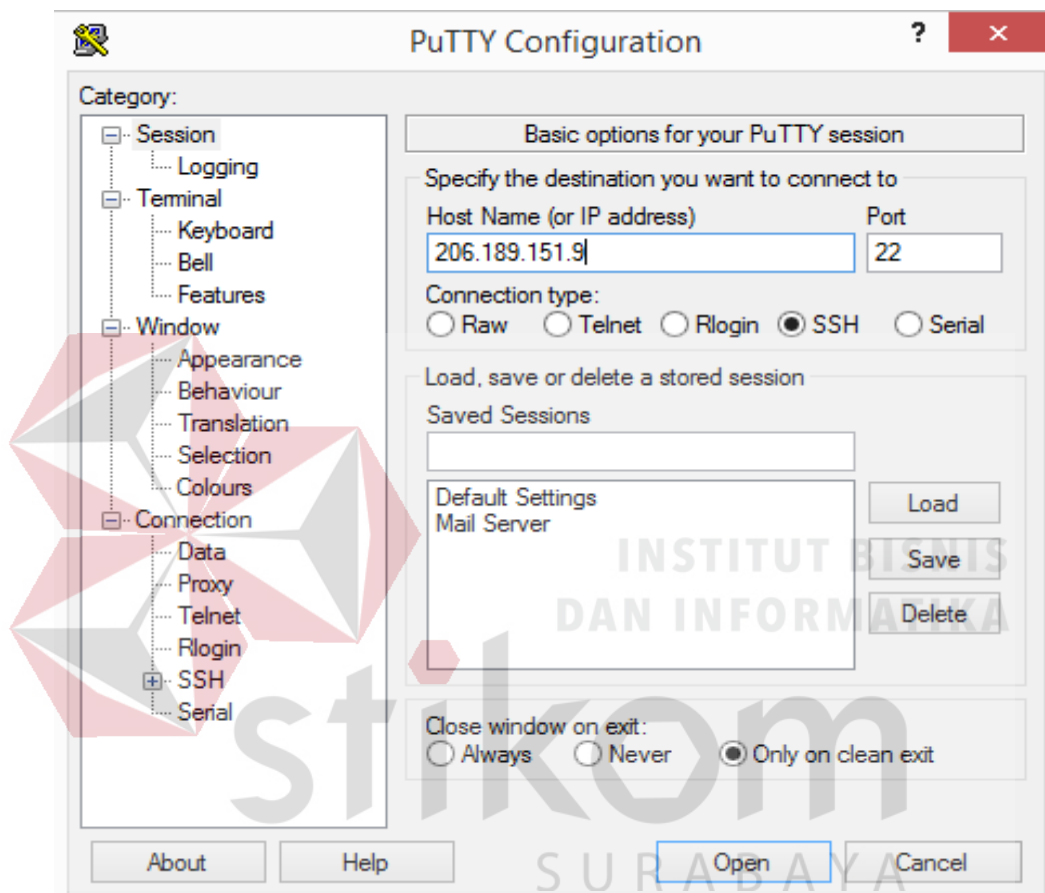 PuTTY Configuration
?
Category:
Session
Logging
Terminal
Keyboard
Bell
Features
Window
Appearance
Behaviour
Translation
Selection
Colours
Connection
Data
Proxy
Telnet
Rlogin
SSH
Serial
Basic options for your PuTTY session
Specify the destination you want to connect to
Host Name (or IP address) Port
206.189.151.9 22
Connection type:
Raw Telnet Rlogin SSH Serial
Load, save or delete a stored session
Saved Sessions
Default Settings
Mail Server
Load
Save
Delete
Close window on exit:
Always Never Only on clean exit
About Help Open Cancel
INSTITUT BISNIS
DAN INFORMATIKA
stikom
SURABAYA